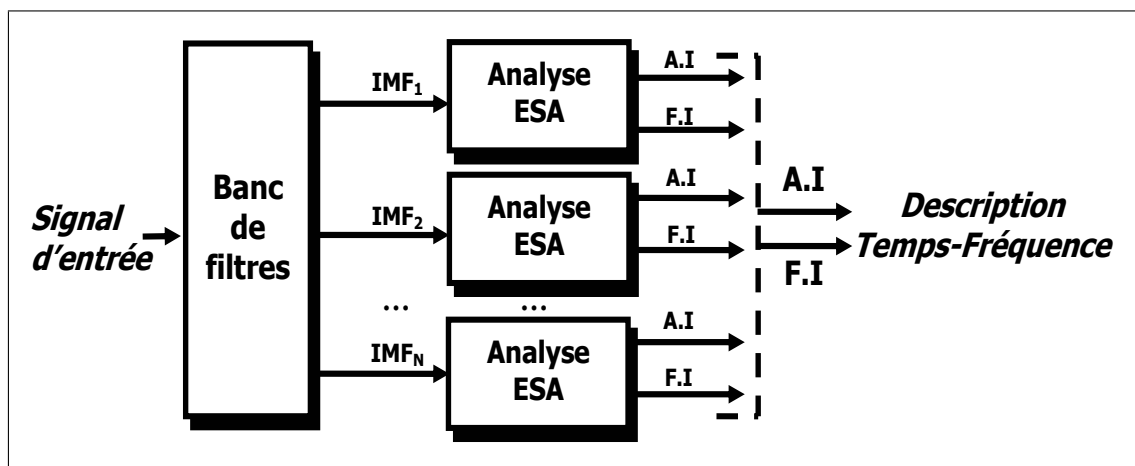 Signal
d'entrée
Banc
de
filtres
IMF1
Analyse
ESA
A.I
F.I
IMF2
Analyse
ESA
A.I
F.I
...
...
IMFN
Analyse
ESA
A.I
F.I
A.I
F.I
Description
Temps-Fréquence